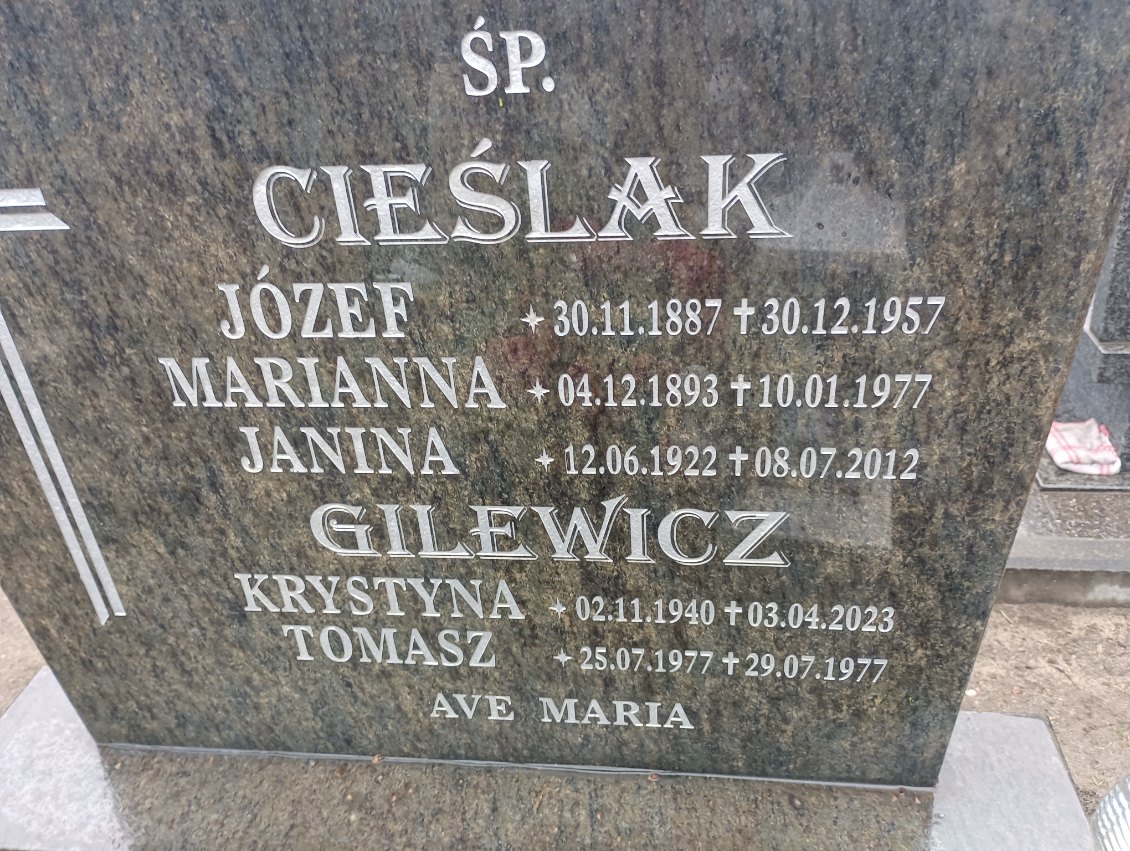 ŚP.
CIEŚLAK
JÓZEF ✦ 30.11.1887 ✝ 30.12.1957
MARIANNA ✦ 04.12.1893 ✝ 10.01.1977
JANINA ✦ 12.06.1922 ✝ 08.07.2012
GILEWICZ
KRYSTYNA ✦ 02.11.1940 ✝ 03.04.2023
TOMASZ ✦ 25.07.1977 ✝ 29.07.1977
AVE MARIA